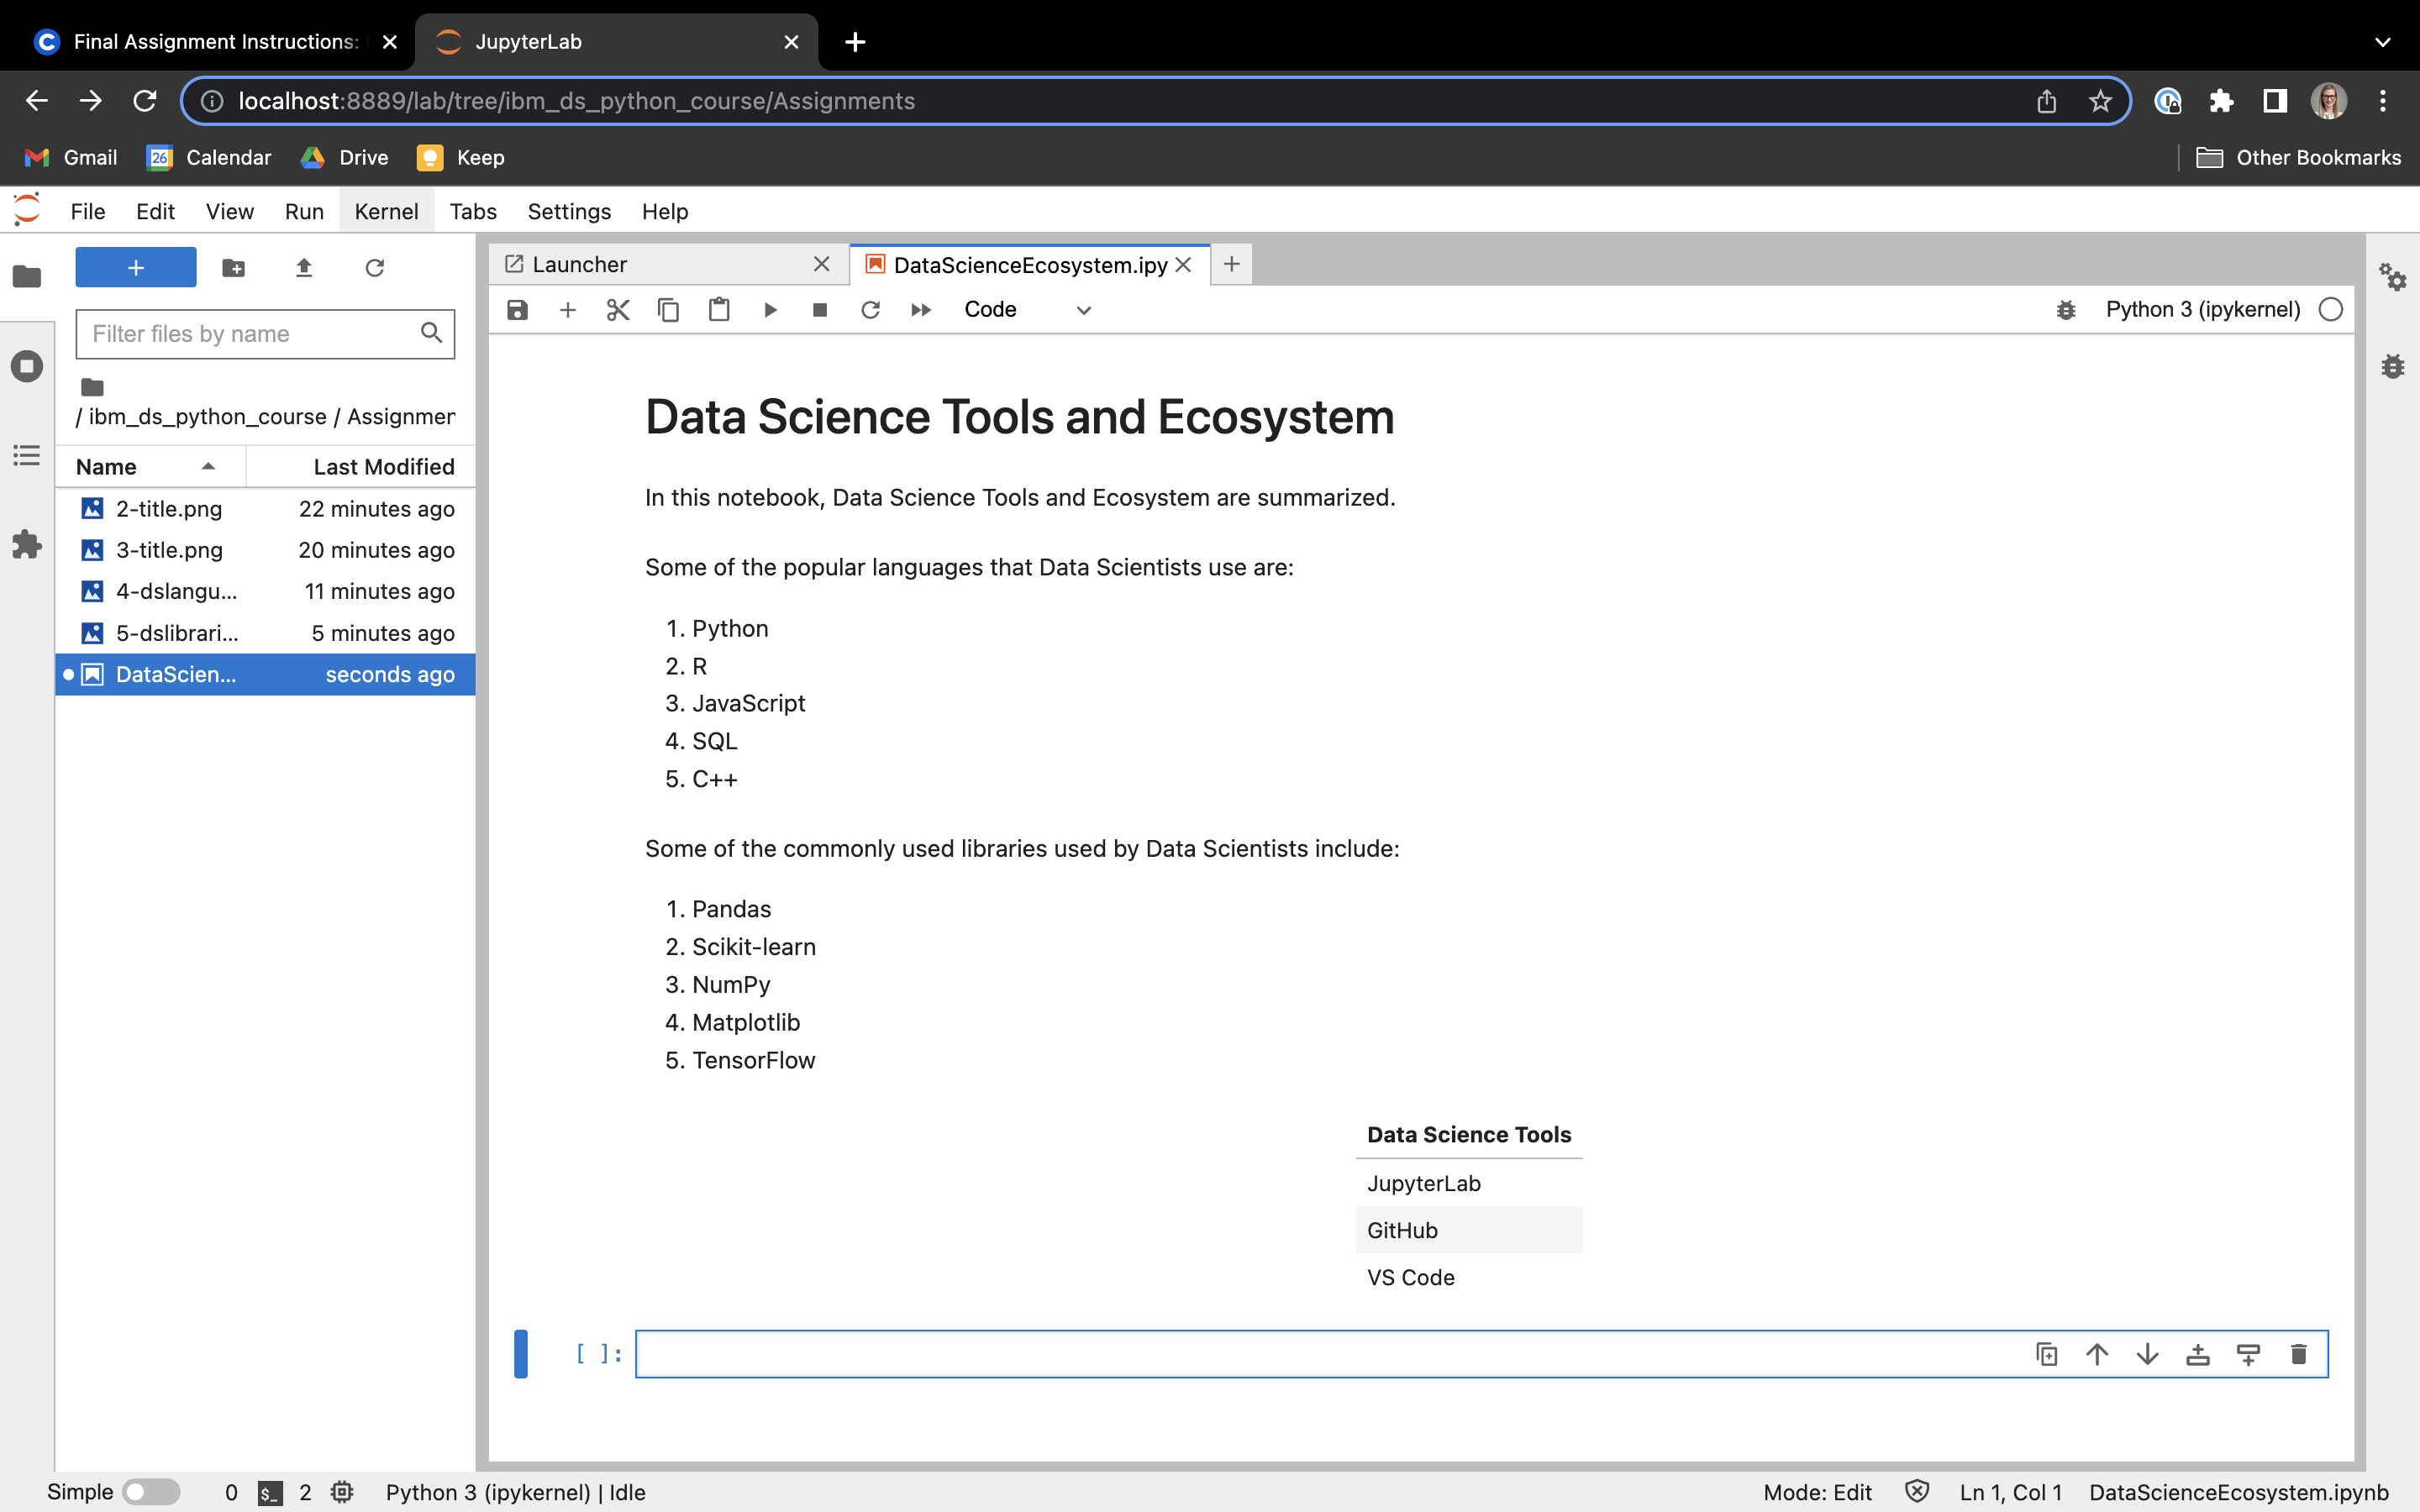 Final Assignment Instructions:
JupyterLab
localhost:8889/lab/tree/ibm_ds_python_course/Assignments
Gmail
26
Calendar
Drive
Keep
Other Bookmarks
File Edit View Run Kernel Tabs Settings Help
+
Launcher
DataScienceEcosystem.ipy
Code
Python 3 (ipykernel)
Filter files by name
/ ibm_ds_python_course / Assignmen
Name Last Modified
2-title.png 22 minutes ago
3-title.png 20 minutes ago
4-dslangu... 11 minutes ago
5-dslibrari... 5 minutes ago
DataScien... seconds ago
Data Science Tools and Ecosystem
In this notebook, Data Science Tools and Ecosystem are summarized.
Some of the popular languages that Data Scientists use are:
1. Python
2. R
3. JavaScript
4. SQL
5. C++
Some of the commonly used libraries used by Data Scientists include:
1. Pandas
2. Scikit-learn
3. NumPy
4. Matplotlib
5. TensorFlow
Data Science Tools
JupyterLab
GitHub
VS Code
[ ]:
Simple 0 $_ 2 Python 3 (ipykernel) | Idle
Mode: Edit Ln 1, Col 1 DataScienceEcosystem.ipynb